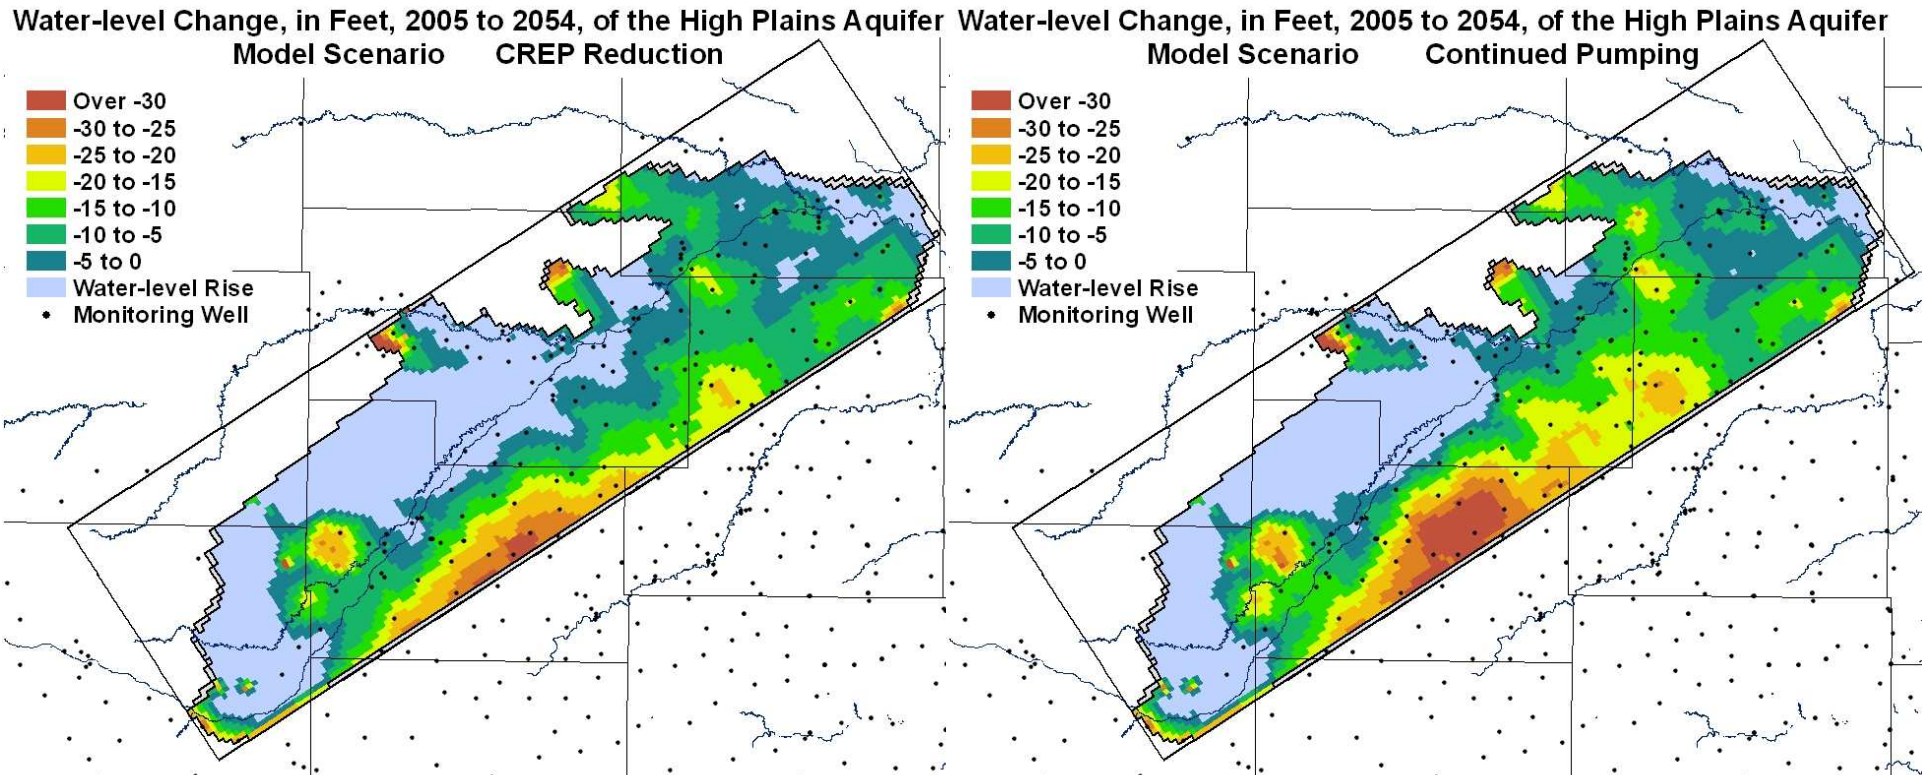 Water-level Change, in Feet, 2005 to 2054, of the High Plains Aquifer
Model Scenario CREP Reduction
Over -30
-30 to -25
-25 to -20
-20 to -15
-15 to -10
-10 to -5
-5 to 0
Water-level Rise
Monitoring Well
Water-level Change, in Feet, 2005 to 2054, of the High Plains Aquifer
Model Scenario Continued Pumping
Over -30
-30 to -25
-25 to -20
-20 to -15
-15 to -10
-10 to -5
-5 to 0
Water-level Rise
Monitoring Well